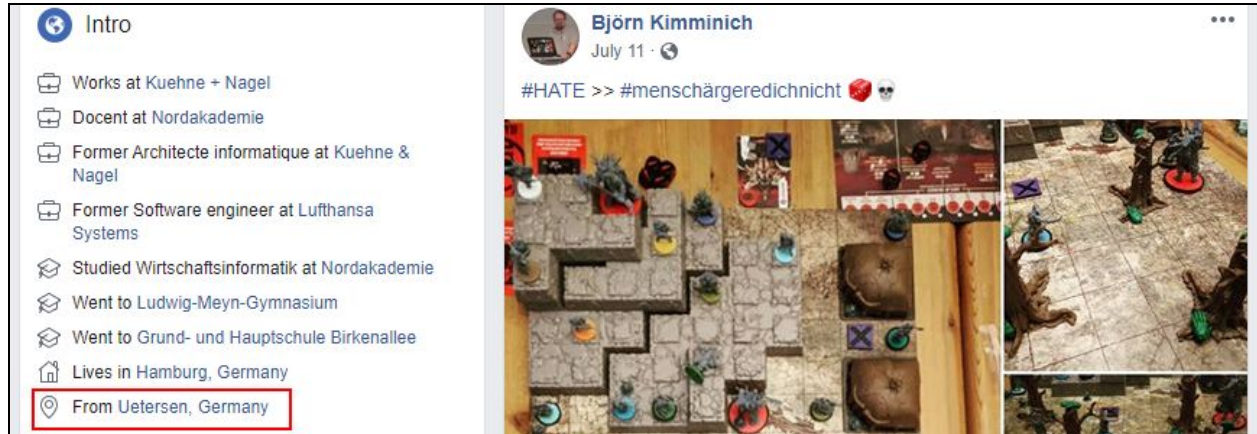 Intro
Works at Kuehne + Nagel
Docent at Nordakademie
Former Architecte informatique at Kuehne &
Nagel
Former Software engineer at Lufthansa
Systems
Studied Wirtschaftsinformatik at Nordakademie
Went to Ludwig-Meyn-Gymnasium
Went to Grund- und Hauptschule Birkenallee
Lives in Hamburg, Germany
From Uetersen, Germany
Björn Kimminich
July 11 ·
#HATE >> #menschärgeredichnicht